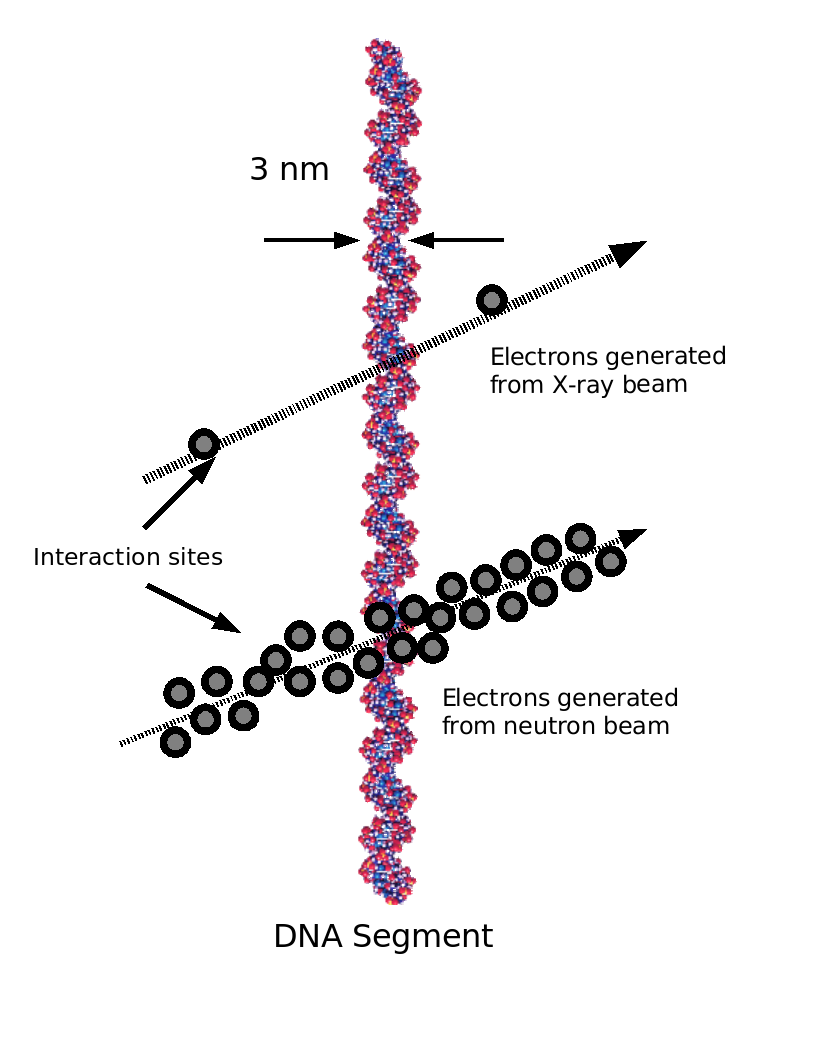 3 nm
Electrons generated
from X-ray beam
Interaction sites
Electrons generated
from neutron beam
DNA Segment